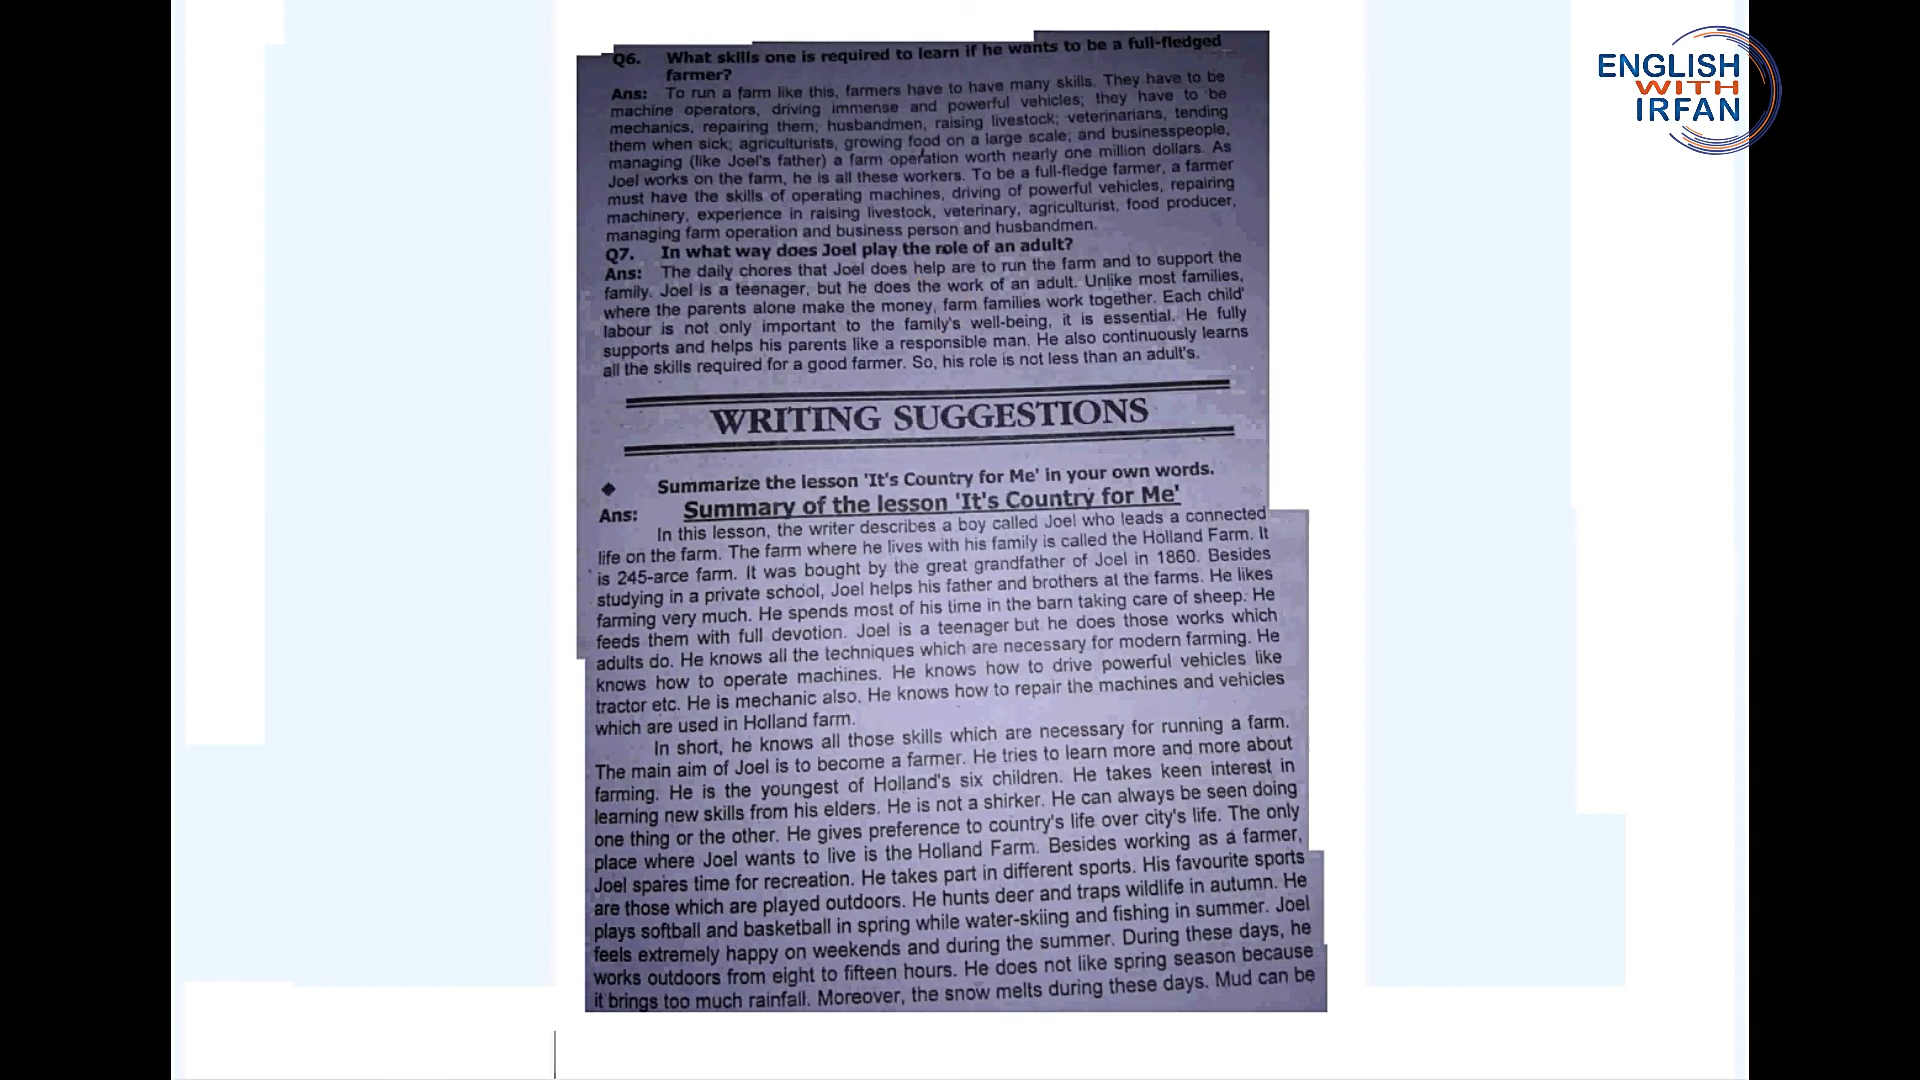 ENGLISH
WITH
IRFAN
Q6. What skills one is required to learn if he wants to be a full-fledged
farmer?
Ans: To run a farm like this, farmers have to have many skills. They have to be
machine operators, driving immense and powerful vehicles; they have to be
mechanics, repairing them; husbandmen, raising livestock; veterinarians, tending
them when sick; agriculturists, growing food on a large scale; and businesspeople,
managing (like Joel's father) a farm operation worth nearly one million dollars. As
Joel works on the farm, he is all these workers. To be a full-fledge farmer, a farmer
must have the skills of operating machines, driving of powerful vehicles, repairing
machinery, experience in raising livestock, veterinary, agriculturist, food producer,
managing farm operation and business person and husbandmen.
Q7. In what way does Joel play the role of an adult?
Ans: The daily chores that Joel does help are to run the farm and to support the
family. Joel is a teenager, but he does the work of an adult. Unlike most families,
where the parents alone make the money, farm families work together. Each child'
labour is not only important to the family's well-being, it is essential. He fully
supports and helps his parents like a responsible man. He also continuously learns
all the skills required for a good farmer. So, his role is not less than an adult's.
WRITING SUGGESTIONS
Summarize the lesson 'It's Country for Me' in your own words.
Ans: Summary of the lesson 'It's Country for Me'
In this lesson, the writer describes a boy called Joel who leads a connected
life on the farm. The farm where he lives with his family is called the Holland Farm. It
is 245-arce farm. It was bought by the great grandfather of Joel in 1860. Besides
studying in a private school, Joel helps his father and brothers at the farms. He likes
farming very much. He spends most of his time in the barn taking care of sheep. He
feeds them with full devotion. Joel is a teenager but he does those works which
adults do. He knows all the techniques which are necessary for modern farming. He
knows how to operate machines. He knows how to drive powerful vehicles like
tractor etc. He is mechanic also. He knows how to repair the machines and vehicles
which are used in Holland farm.
In short, he knows all those skills which are necessary for running a farm.
The main aim of Joel is to become a farmer. He tries to learn more and more about
farming. He is the youngest of Holland's six children. He takes keen interest in
learning new skills from his elders. He is not a shirker. He can always be seen doing
one thing or the other. He gives preference to country's life over city's life. The only
place where Joel wants to live is the Holland Farm. Besides working as a farmer,
Joel spares time for recreation. He takes part in different sports. His favourite sports
are those which are played outdoors. He hunts deer and traps wildlife in autumn. He
plays softball and basketball in spring while water-skiing and fishing in summer. Joel
feels extremely happy on weekends and during the summer. During these days, he
works outdoors from eight to fifteen hours. He does not like spring season because
it brings too much rainfall. Moreover, the snow melts during these days. Mud can be